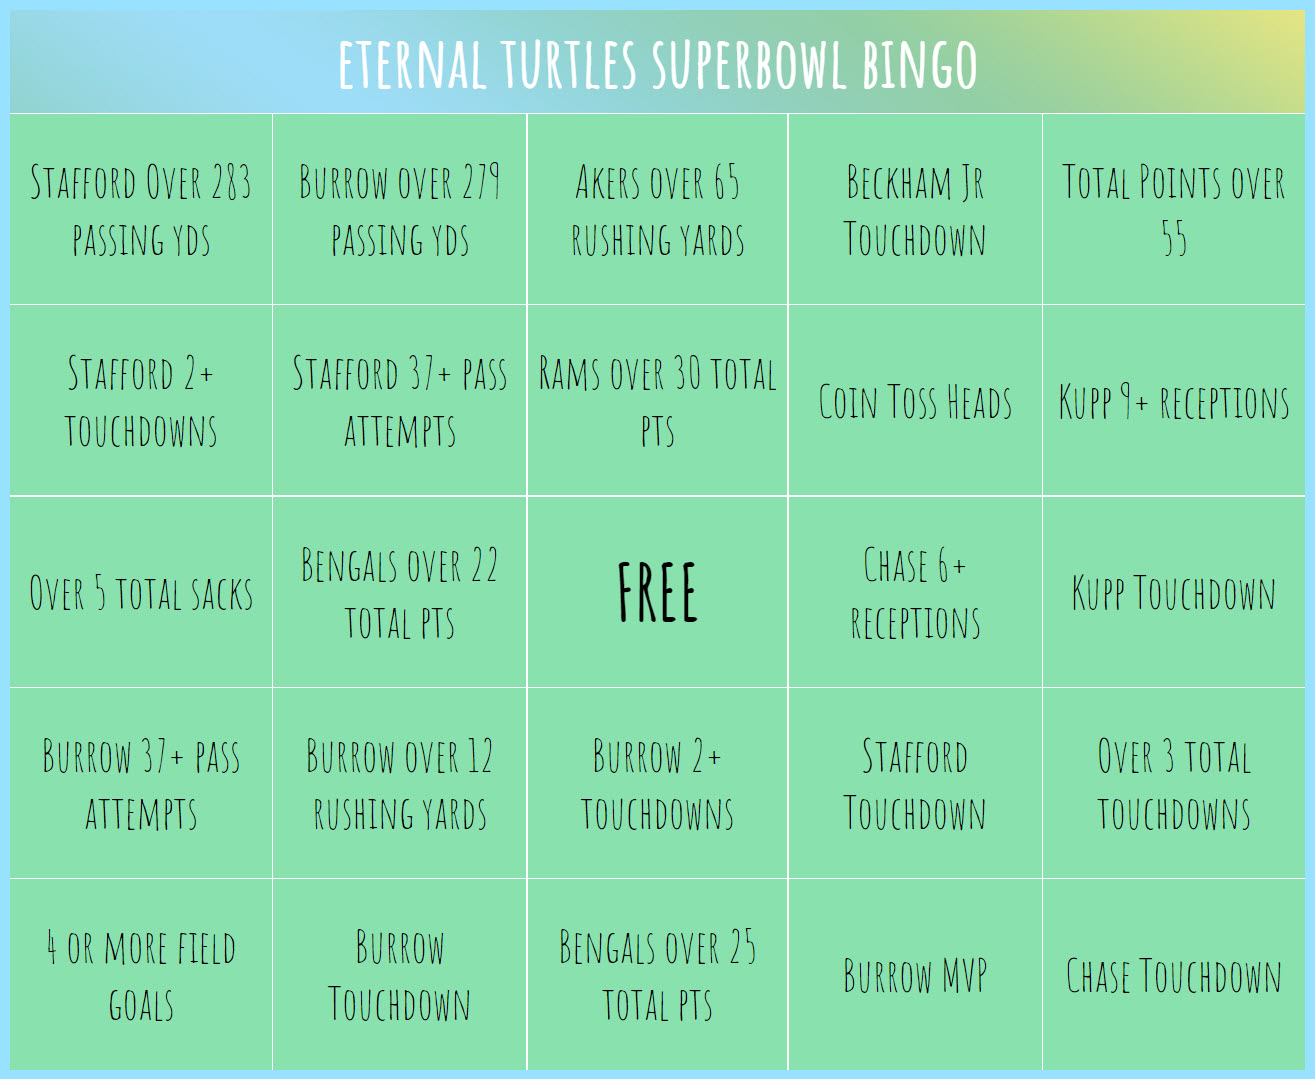 ETERNAL TURTLES SUPERBOWL BINGO
STAFFORD OVER 283
PASSING YDS
BURROW OVER 279
PASSING YDS
AKERS OVER 65
RUSHING YARDS
BECKHAM JR
TOUCHDOWN
TOTAL POINTS OVER
55
STAFFORD 2+
TOUCHDOWNS
STAFFORD 37+ PASS
ATTEMPTS
RAMS OVER 30 TOTAL
PTS
COIN TOSS HEADS
KUPP 9+ RECEPTIONS
OVER 5 TOTAL SACKS
BENGALS OVER 22
TOTAL PTS
FREE
CHASE 6+
RECEPTIONS
KUPP TOUCHDOWN
BURROW 37+ PASS
ATTEMPTS
BURROW OVER 12
RUSHING YARDS
BURROW 2+
TOUCHDOWNS
STAFFORD
TOUCHDOWN
OVER 3 TOTAL
TOUCHDOWNS
4 OR MORE FIELD
GOALS
BURROW
TOUCHDOWN
BENGALS OVER 25
TOTAL PTS
BURROW MVP
CHASE TOUCHDOWN